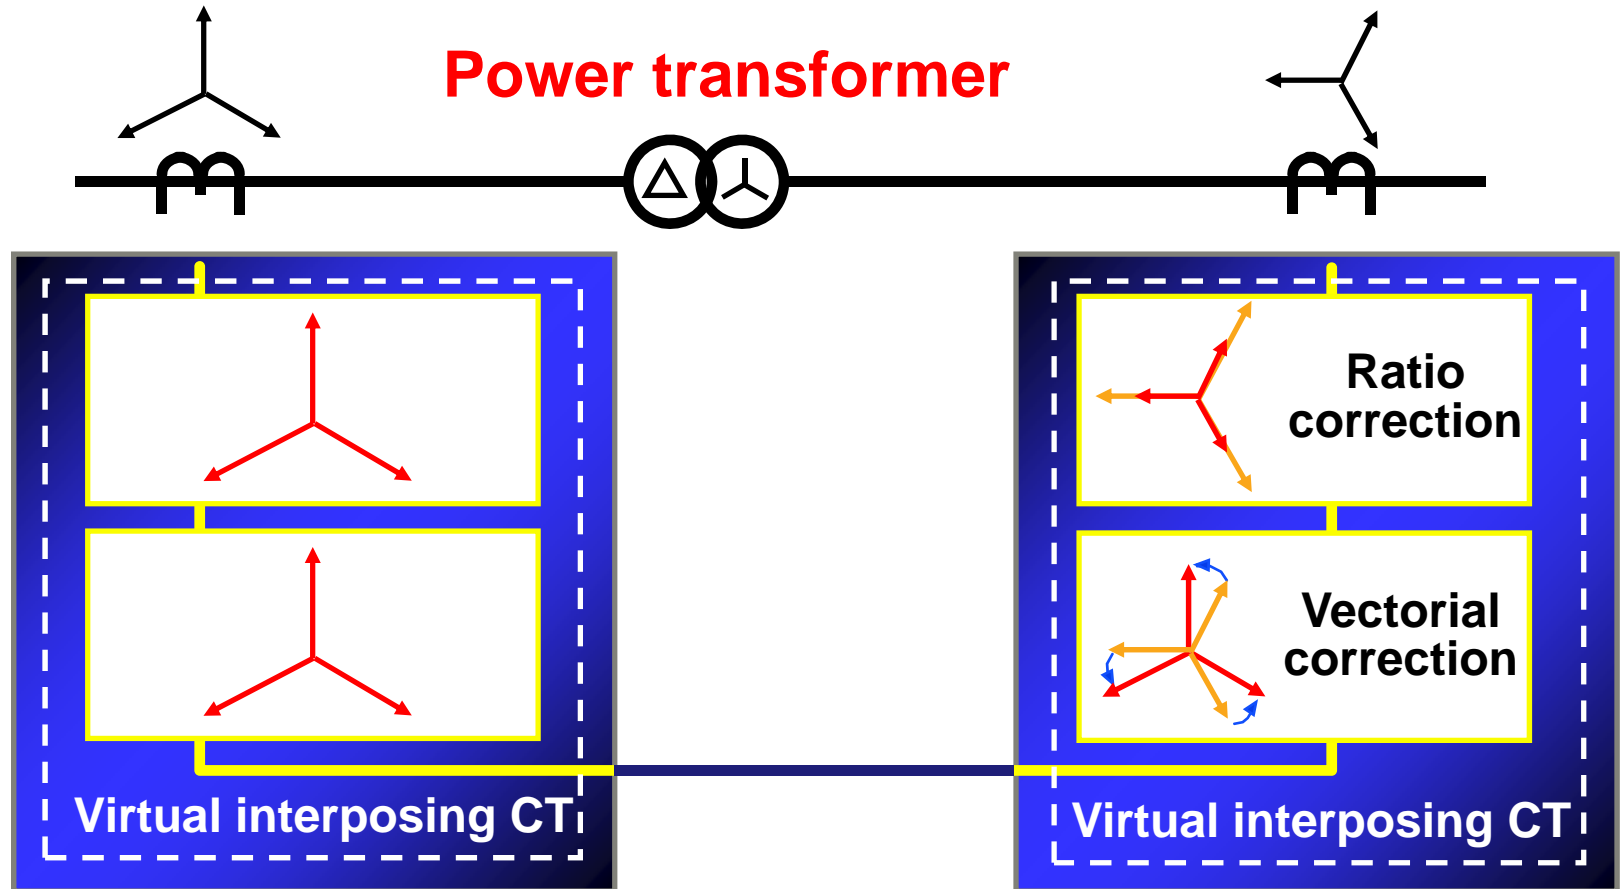 Power transformer
Ratio
correction
Vectorial
correction
Virtual interposing CT
Virtual interposing CT